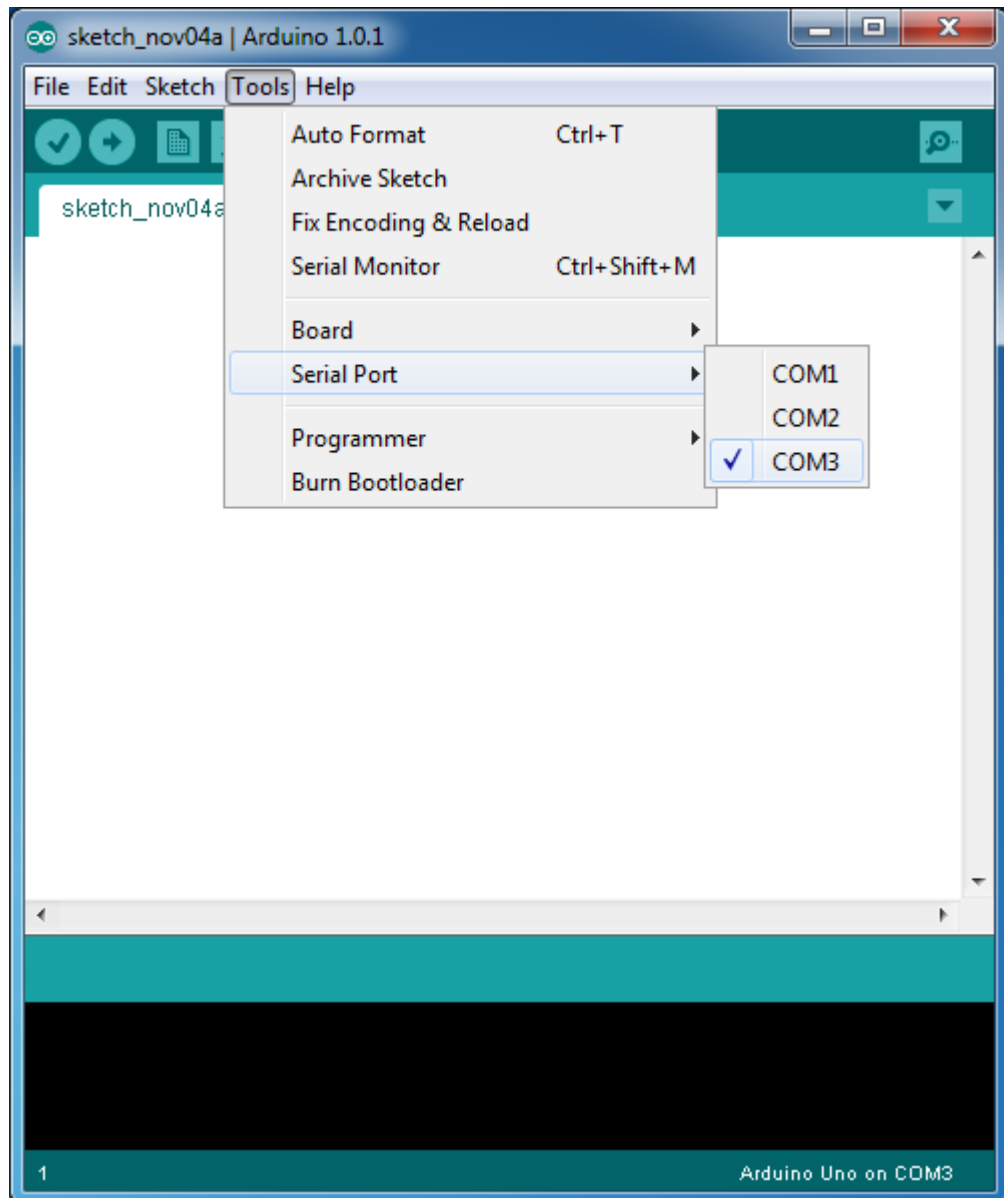 sketch_nov04a | Arduino 1.0.1
File Edit Sketch Tools Help
Auto Format Ctrl+T
Archive Sketch
sketch_nov04a
Fix Encoding & Reload
Serial Monitor Ctrl+Shift+M
Board
Serial Port
COM1
COM2
Programmer
COM3
Burn Bootloader
1 Arduino Uno on COM3